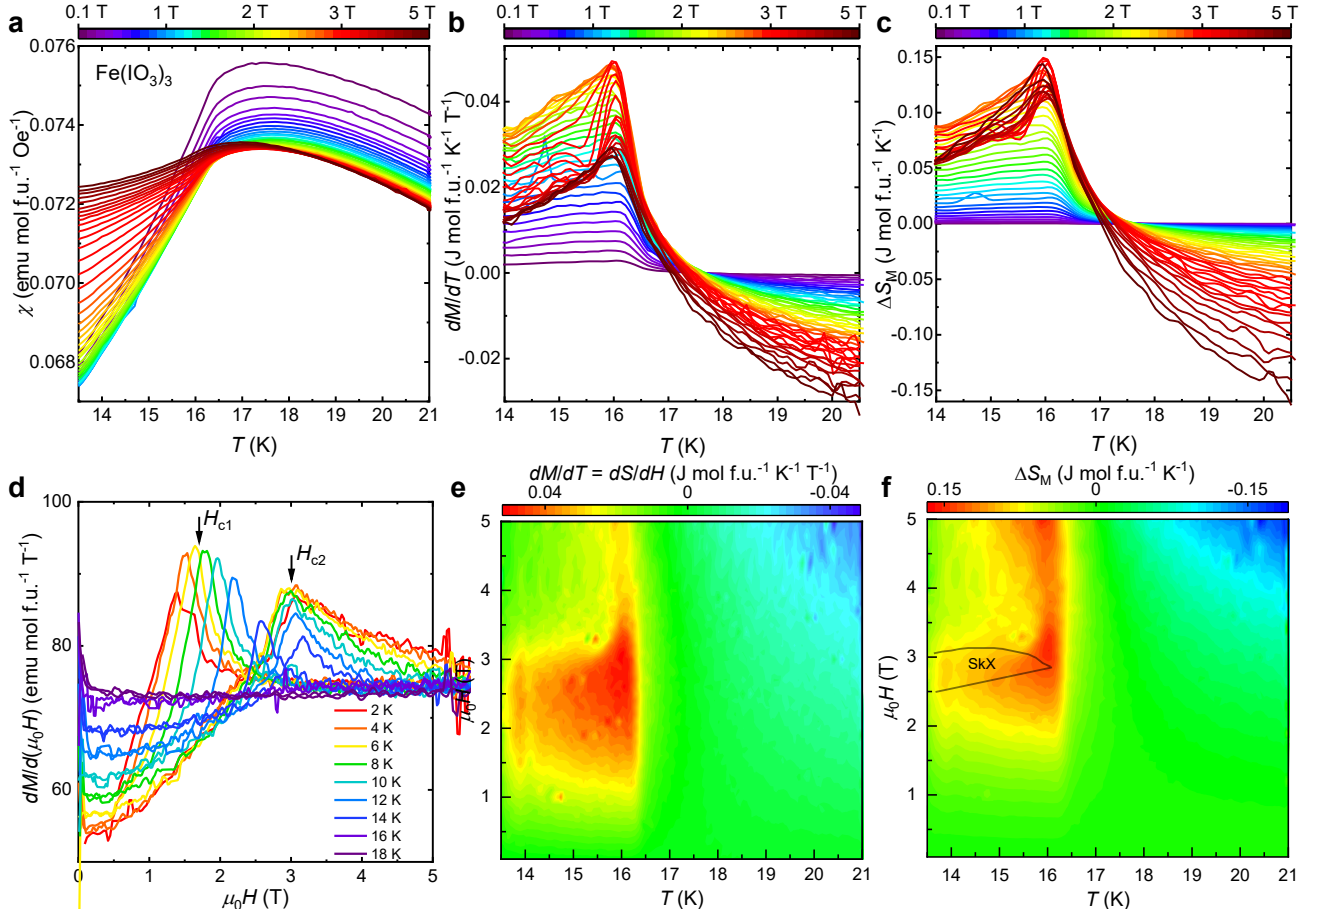 a
0.1 T 1 T 2 T 3 T 5 T
Fe(IO3)3
0.076
0.074
0.072
0.070
0.068
χ (emu mol f.u.-1 Oe-1)
14 15 16 17 18 19 20 21
T (K)
b
0.1 T 1 T 2 T 3 T 5 T
0.04
0.02
0.00
-0.02
dM/dT (J mol f.u.-1 K-1 T-1)
14 15 16 17 18 19 20
T (K)
c
0.1 T 1 T 2 T 3 T 5 T
0.15
0.10
0.05
0.00
-0.05
-0.10
-0.15
ΔSM (J mol f.u.-1 K-1)
14 15 16 17 18 19 20
T (K)
d
Hc1
Hc2
100
80
60
dM/d(μ0H) (emu mol f.u.-1 T-1)
2 K
4 K
6 K
8 K
10 K
12 K
14 K
16 K
18 K
0 1 2 3 4 5
μ0H (T)
e
dM/dT = dS/dH (J mol f.u.-1 K-1 T-1)
0.04 0 -0.04
5
4
3
2
1
μ0H (T)
14 15 16 17 18 19 20 21
T (K)
f
ΔSM (J mol f.u.-1 K-1)
0.15 0 -0.15
SkX
5
4
3
2
1
μ0H (T)
14 15 16 17 18 19 20 21
T (K)